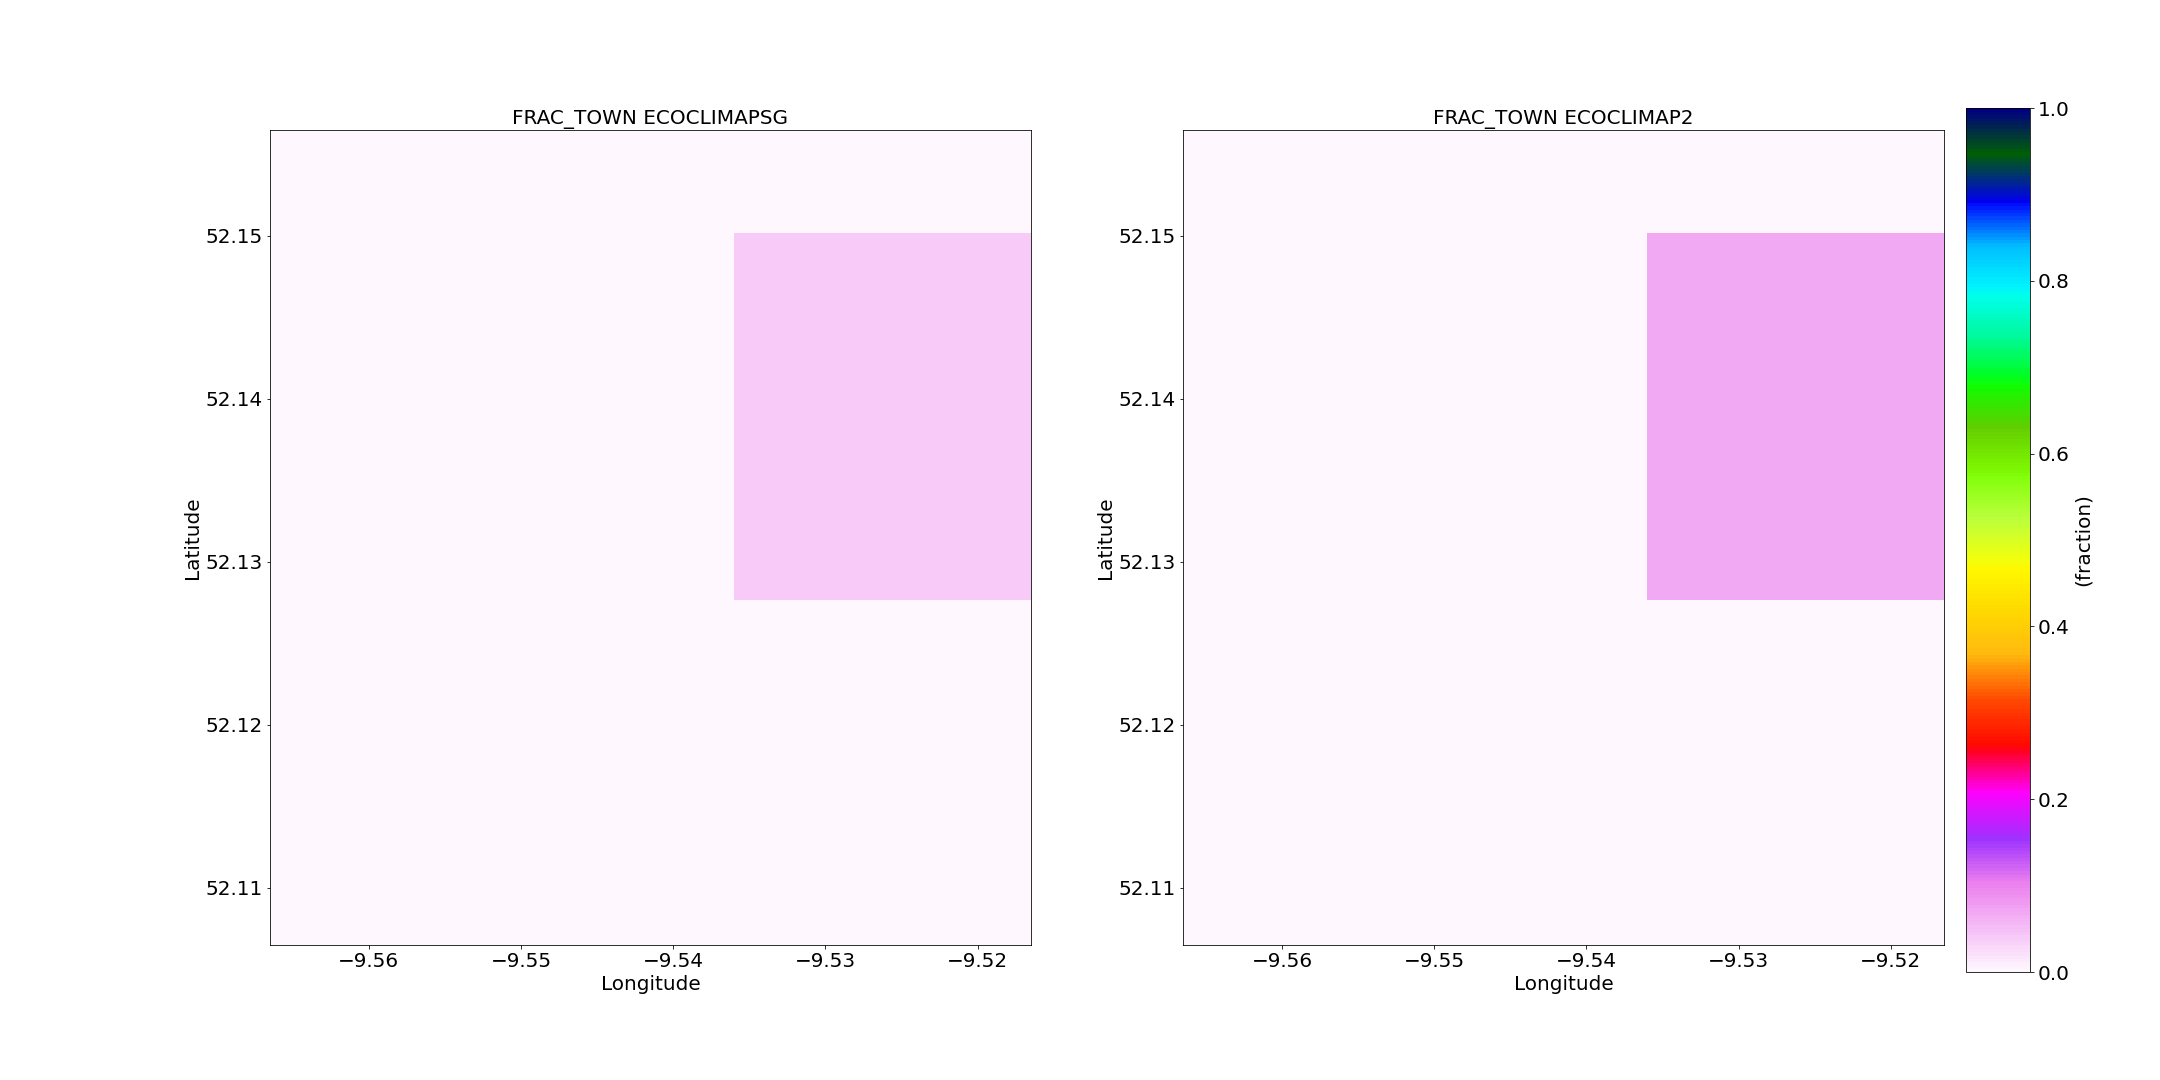 FRAC_TOWN ECOCLIMAPSG
52.15
52.14
52.13
52.12
52.11
Latitude
−9.56 −9.55 −9.54 −9.53 −9.52
Longitude
FRAC_TOWN ECOCLIMAP2
52.15
52.14
52.13
52.12
52.11
Latitude
−9.56 −9.55 −9.54 −9.53 −9.52
Longitude
1.0
0.8
0.6
0.4
0.2
0.0
(fraction)